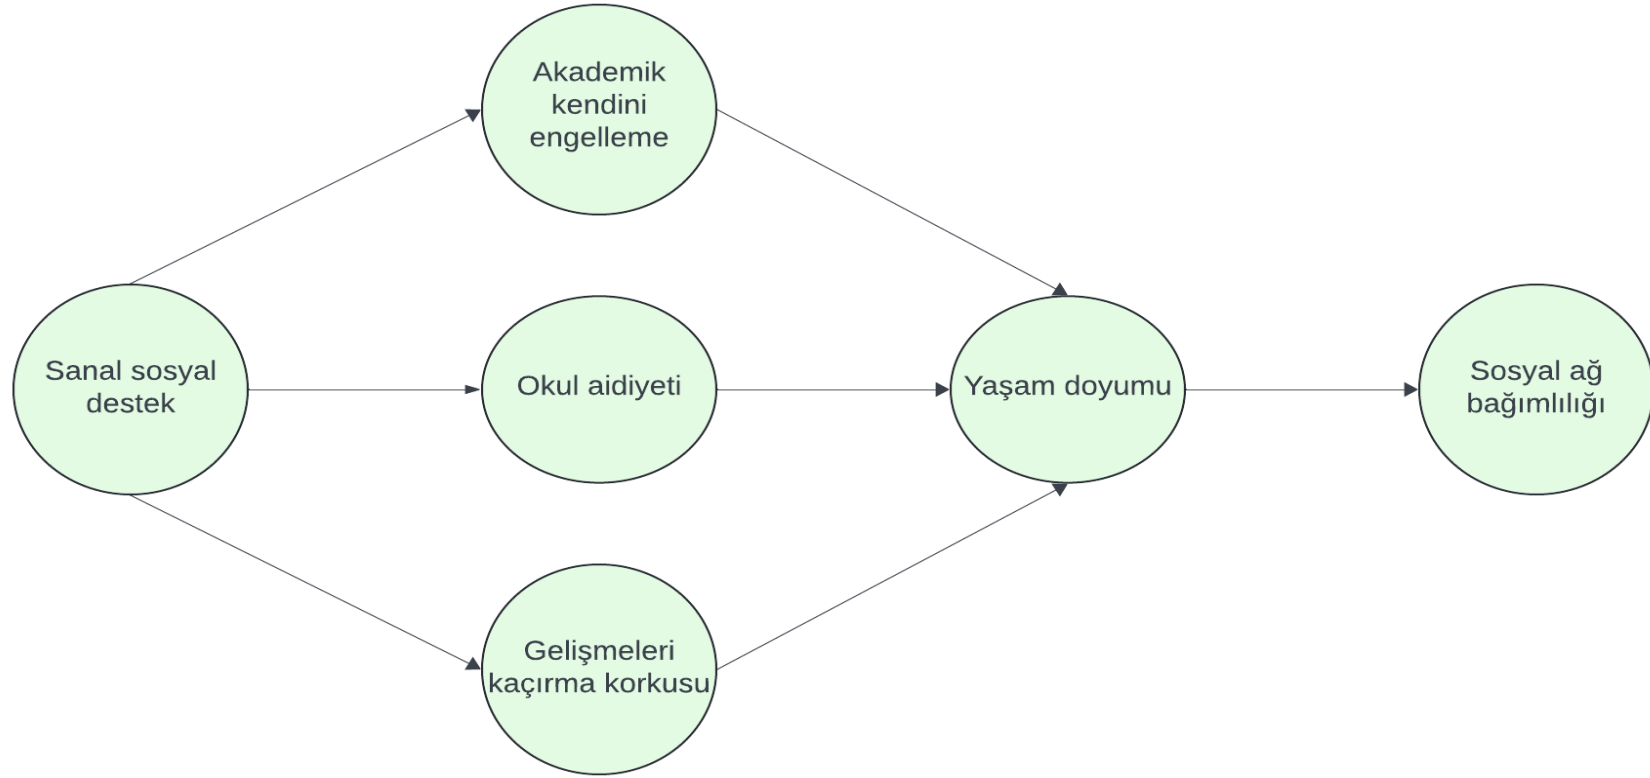 Akademik
kendini
engelleme
Sanal sosyal
destek
Okul aidiyeti
Yaşam doyumu
Sosyal ağ
bağımlılığı
Gelişmeleri
kaçırma korkusu